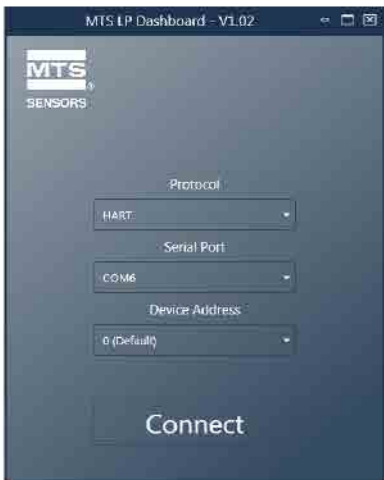 MTS LP Dashboard - V1.02
MTS
®
SENSORS
Protocol
HART
Serial Port
COM6
Device Address
0 (Default)
Connect